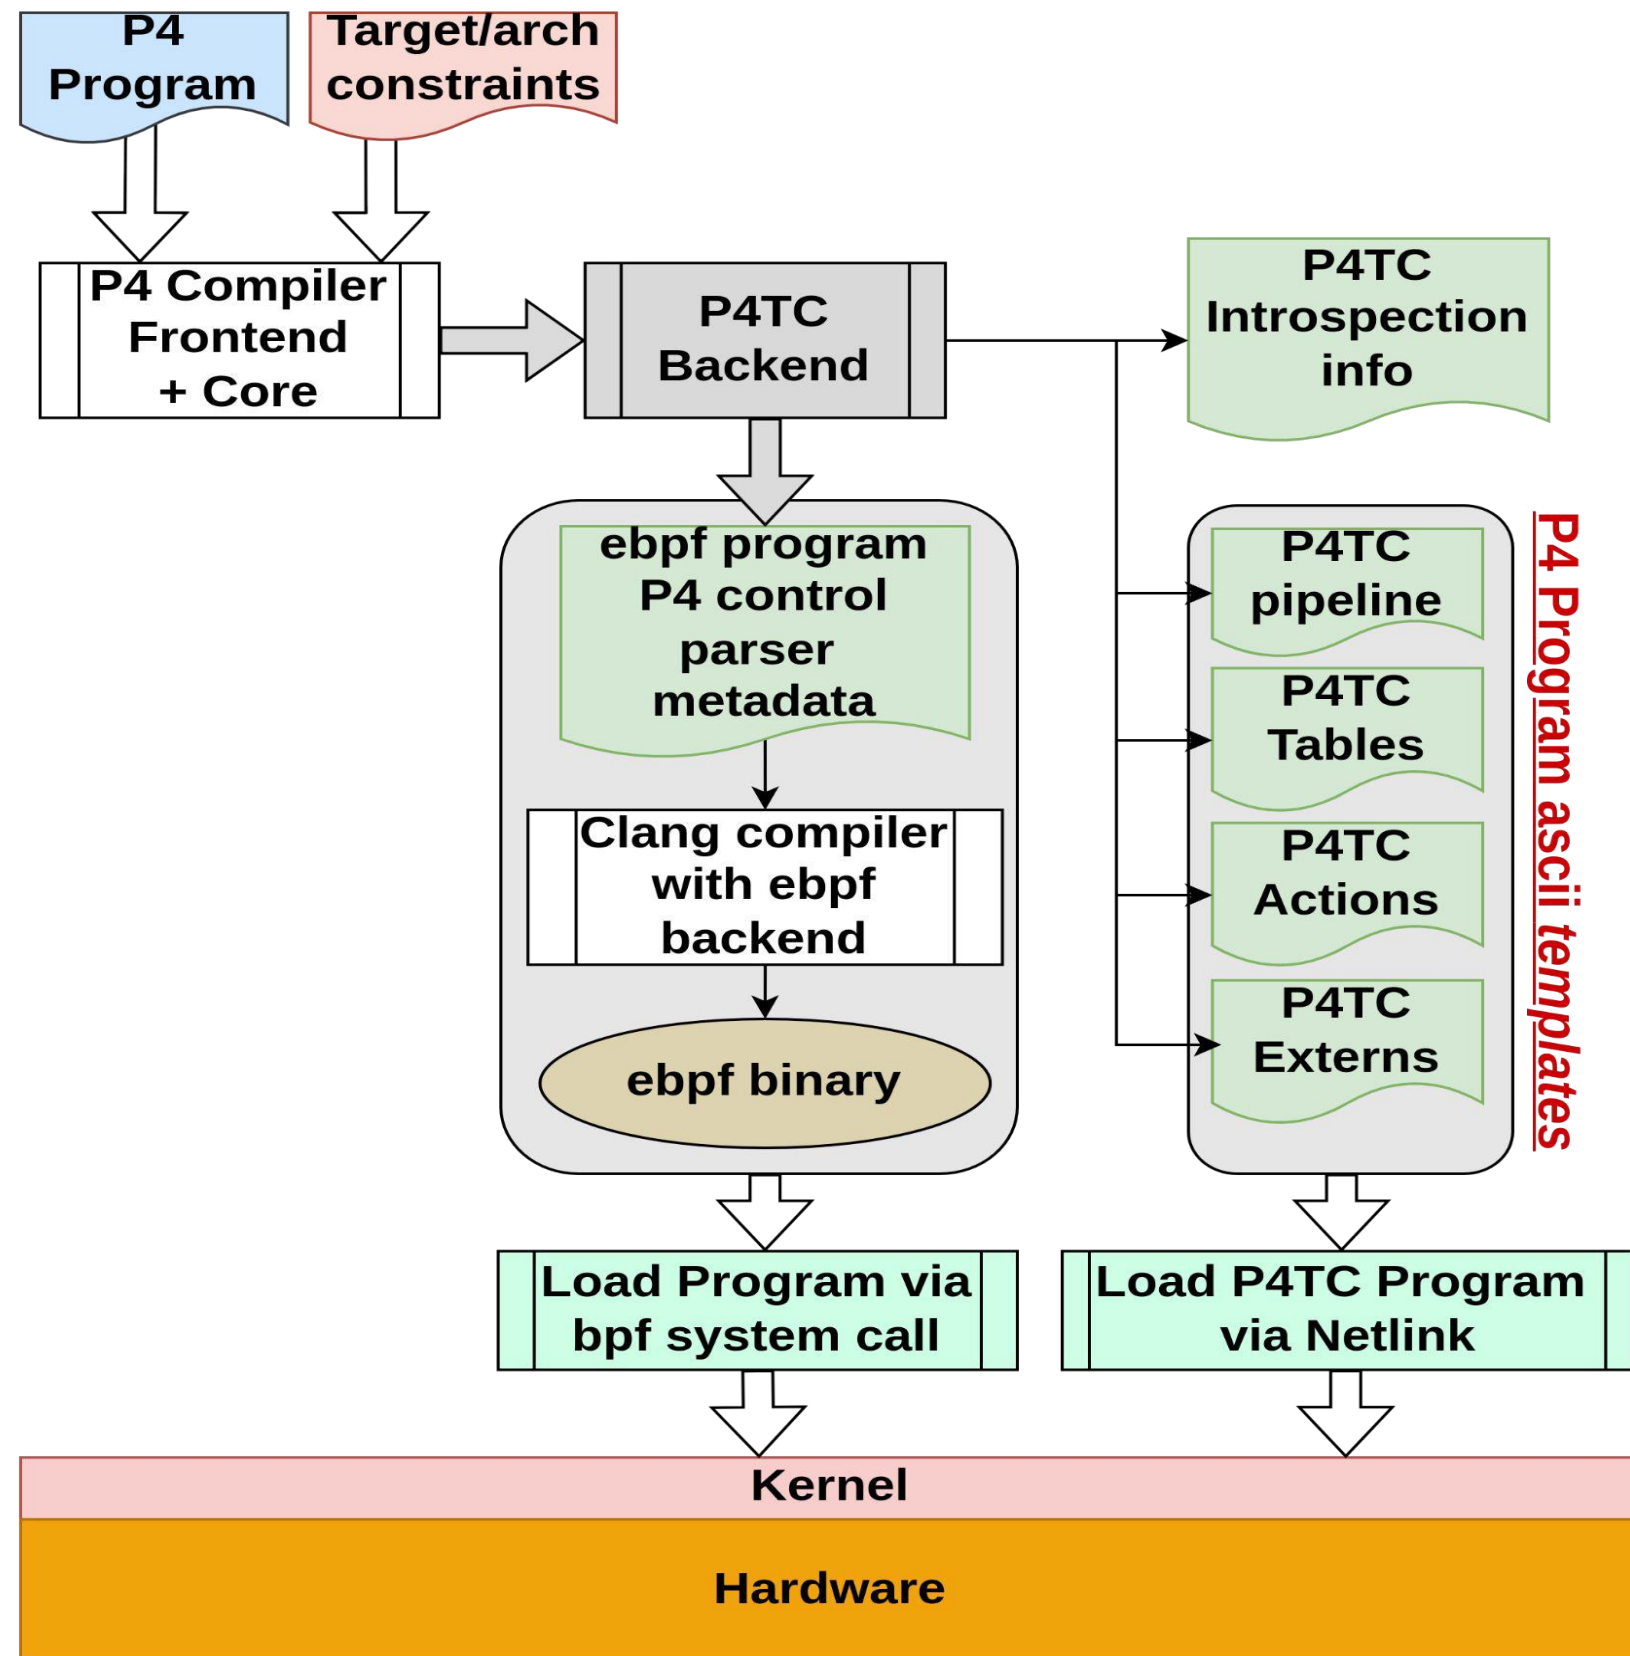 P4
Program
Target/arch
constraints
P4 Compiler
Frontend
+ Core
P4TC
Backend
P4TC
Introspection
info
ebpf program
P4 control
parser
metadata
Clang compiler
with ebpf
backend
ebpf binary
P4TC
pipeline
P4TC
Tables
P4TC
Actions
P4TC
Externs
P4 Program ascii templates
Load Program via
bpf system call
Load P4TC Program
via Netlink
Kernel
Hardware